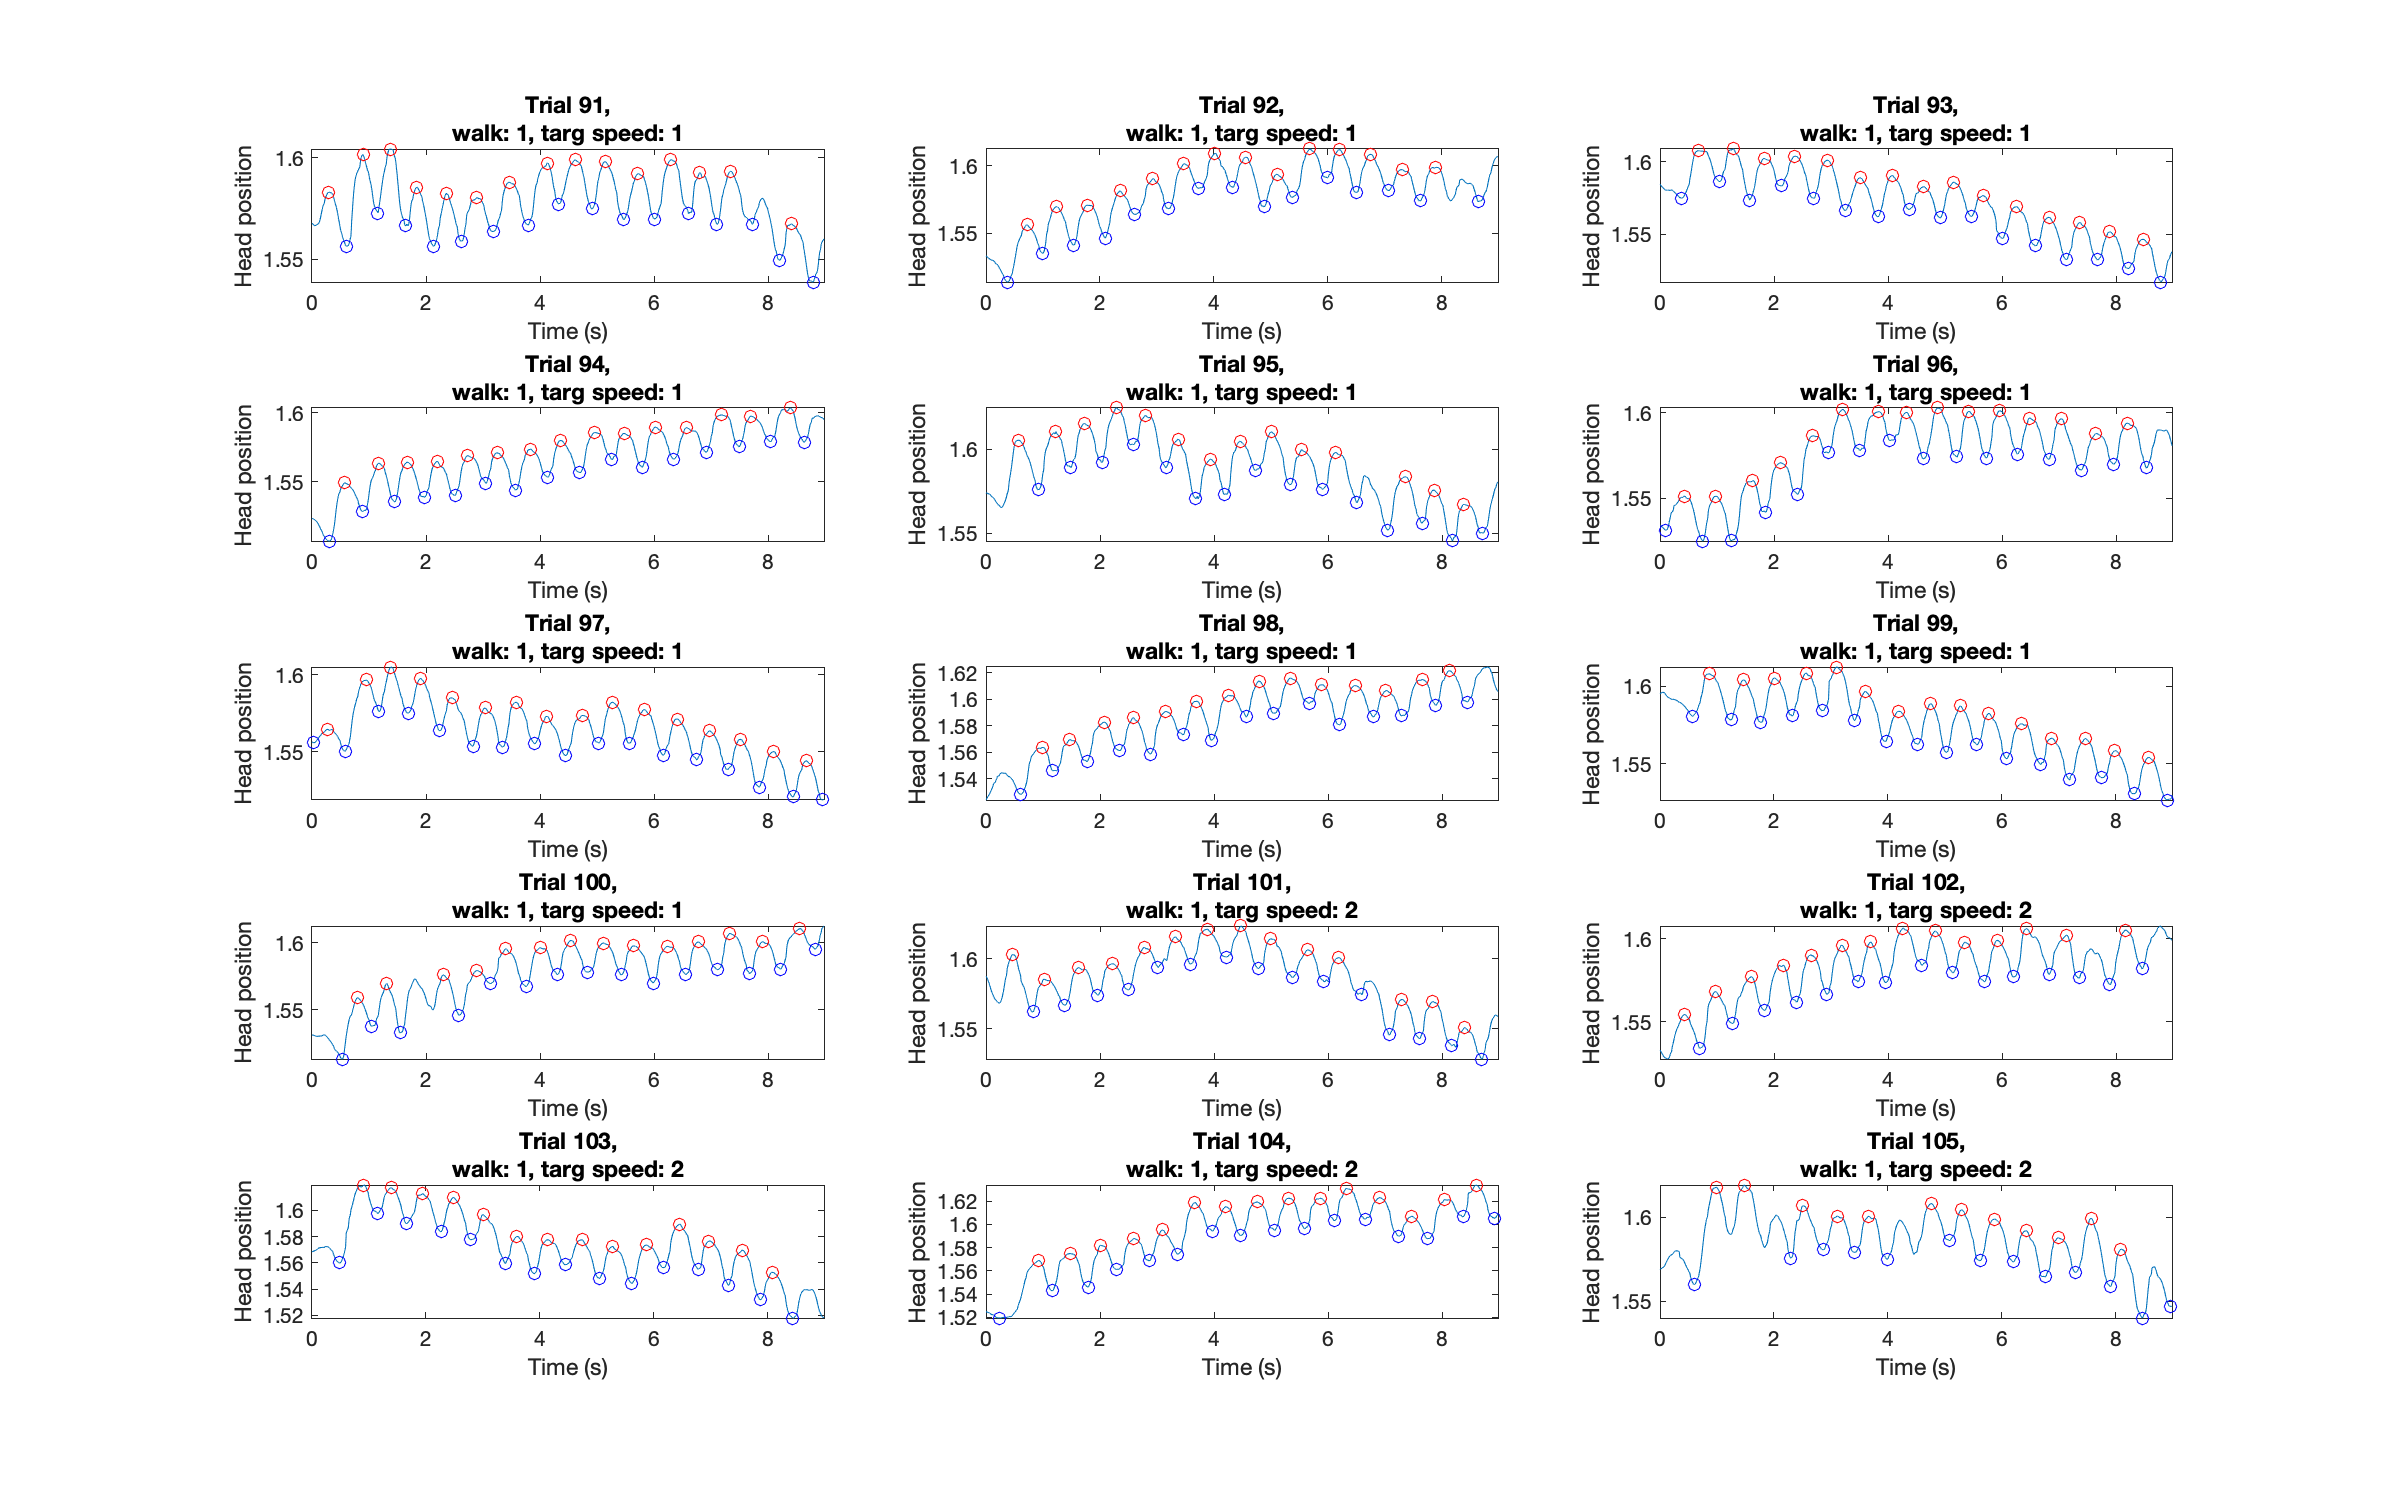 Trial 91,
walk: 1, targ speed: 1
Head position
1.6
1.55
0 2 4 6 8
Time (s)
Trial 92,
walk: 1, targ speed: 1
Head position
1.6
1.55
0 2 4 6 8
Time (s)
Trial 93,
walk: 1, targ speed: 1
Head position
1.6
1.55
0 2 4 6 8
Time (s)
Trial 94,
walk: 1, targ speed: 1
Head position
1.6
1.55
0 2 4 6 8
Time (s)
Trial 95,
walk: 1, targ speed: 1
Head position
1.6
1.55
0 2 4 6 8
Time (s)
Trial 96,
walk: 1, targ speed: 1
Head position
1.6
1.55
0 2 4 6 8
Time (s)
Trial 97,
walk: 1, targ speed: 1
Head position
1.6
1.55
0 2 4 6 8
Time (s)
Trial 98,
walk: 1, targ speed: 1
Head position
1.62
1.6
1.58
1.56
1.54
0 2 4 6 8
Time (s)
Trial 99,
walk: 1, targ speed: 1
Head position
1.6
1.55
0 2 4 6 8
Time (s)
Trial 100,
walk: 1, targ speed: 1
Head position
1.6
1.55
0 2 4 6 8
Time (s)
Trial 101,
walk: 1, targ speed: 2
Head position
1.6
1.55
0 2 4 6 8
Time (s)
Trial 102,
walk: 1, targ speed: 2
Head position
1.6
1.55
0 2 4 6 8
Time (s)
Trial 103,
walk: 1, targ speed: 2
Head position
1.6
1.58
1.56
1.54
1.52
0 2 4 6 8
Time (s)
Trial 104,
walk: 1, targ speed: 2
Head position
1.62
1.6
1.58
1.56
1.54
1.52
0 2 4 6 8
Time (s)
Trial 105,
walk: 1, targ speed: 2
Head position
1.6
1.55
0 2 4 6 8
Time (s)